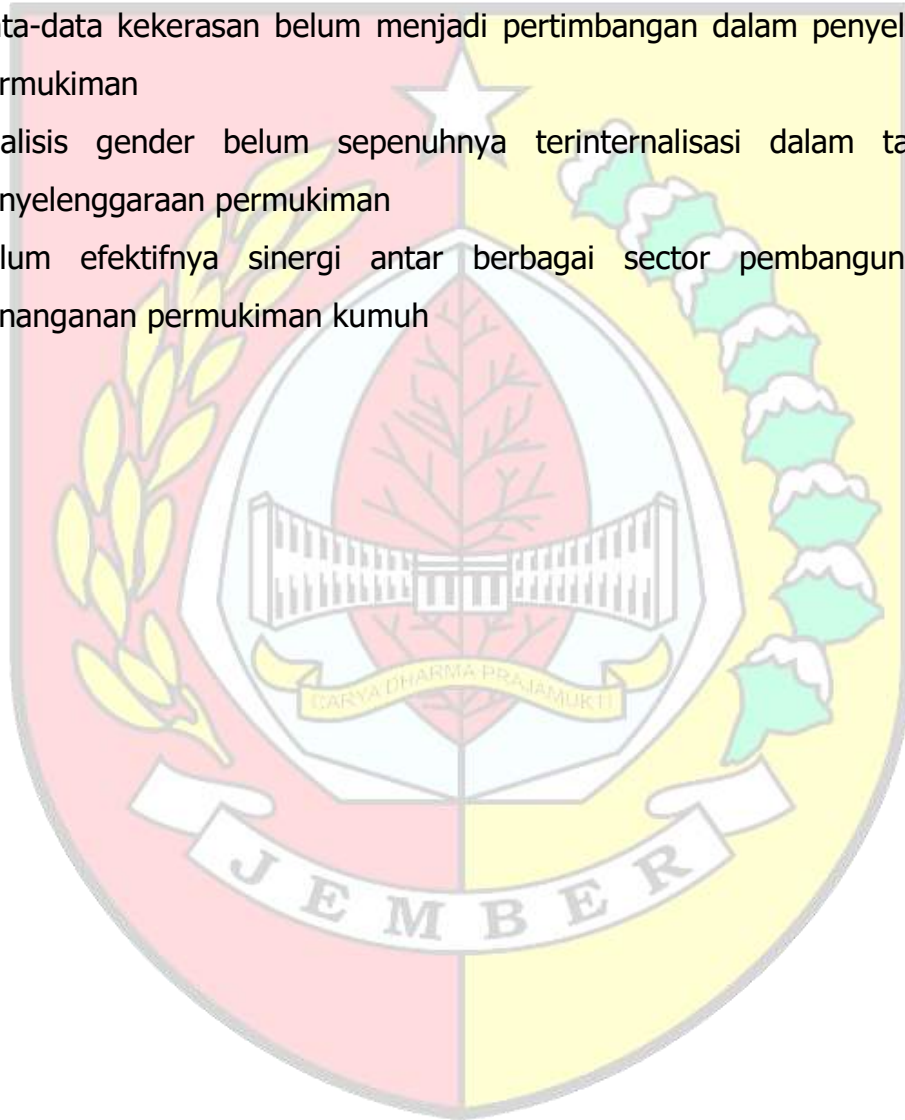 ata-data kekerasan belum menjadi pertimbangan dalam penyel
rmukiman
alisis gender belum sepenuhnya terinternalisasi dalam ta
nyelenggaraan permukiman
lum efektifnya sinergi antar berbagai sector pembangun
nanganan permukiman kumuh
CARYA DHARMA PRAJAMUKTI
JEMBER